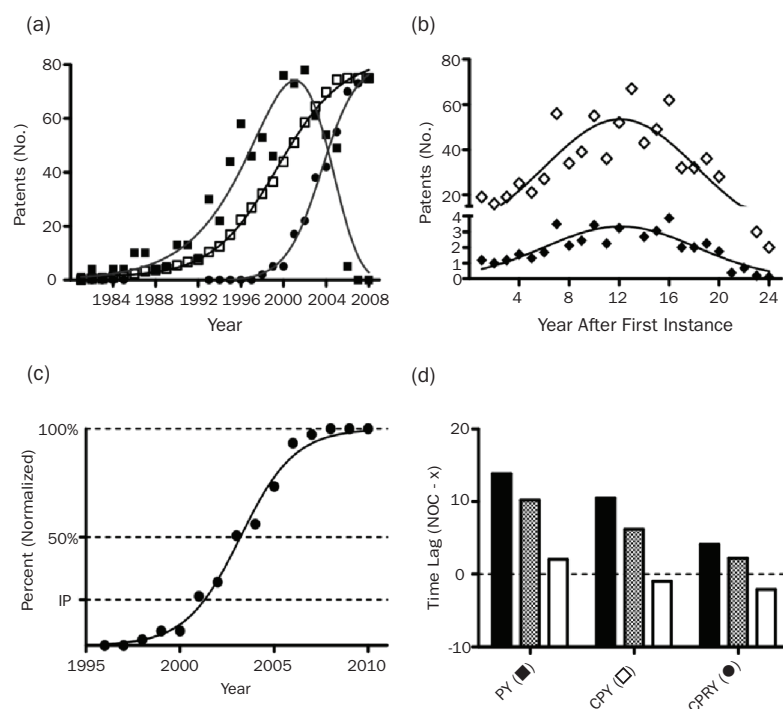 (a)
Patents (No.)
80
60
40
20
0
1984 1988 1992 1996 2000 2004 2008
Year
(b)
Patents (No.)
80
60
40
20
4
3
2
1
0
4 8 12 16 20 24
Year After First Instance
(c)
Percent (Normalized)
100%
50%
IP
1995 2000 2005 2010
Year
(d)
Time Lag (NOC - x)
20
10
0
-10
PY (◆)
CPY (□)
CPRY (●)